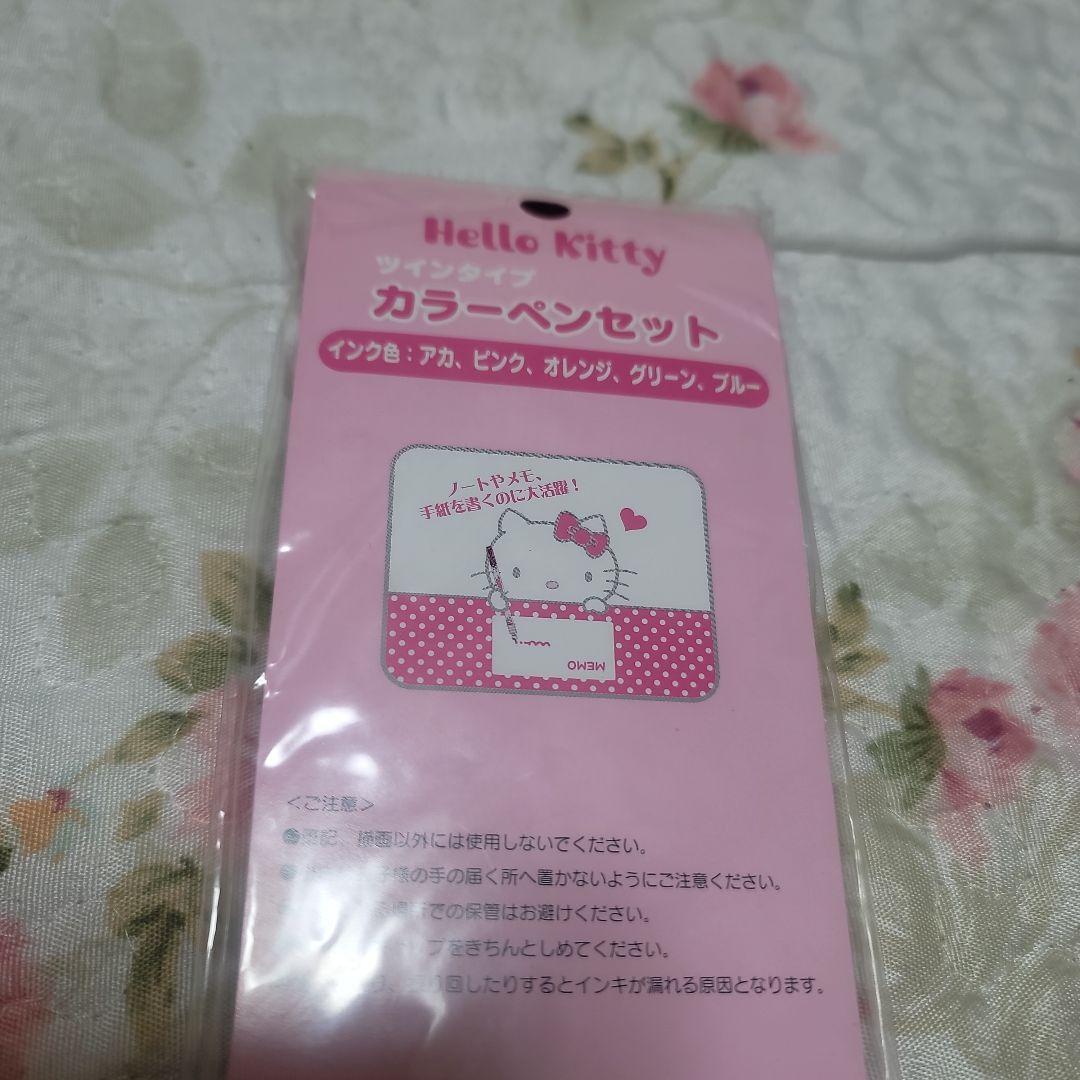 Hello Kitty
ツインタイプ
カラーペンセット
インク色：アカ、ピンク、オレンジ、グリーン、ブルー
ノートやメモ、
手紙を書くのに大活躍！
MEMO
＜ご注意＞
●筆記、描画以外には使用しないでください。
子様の手の届く所へ置かないようにご注意ください。
での保管はお避けください。
プをきちんとしめてください。
回したりするとインキが漏れる原因となります。